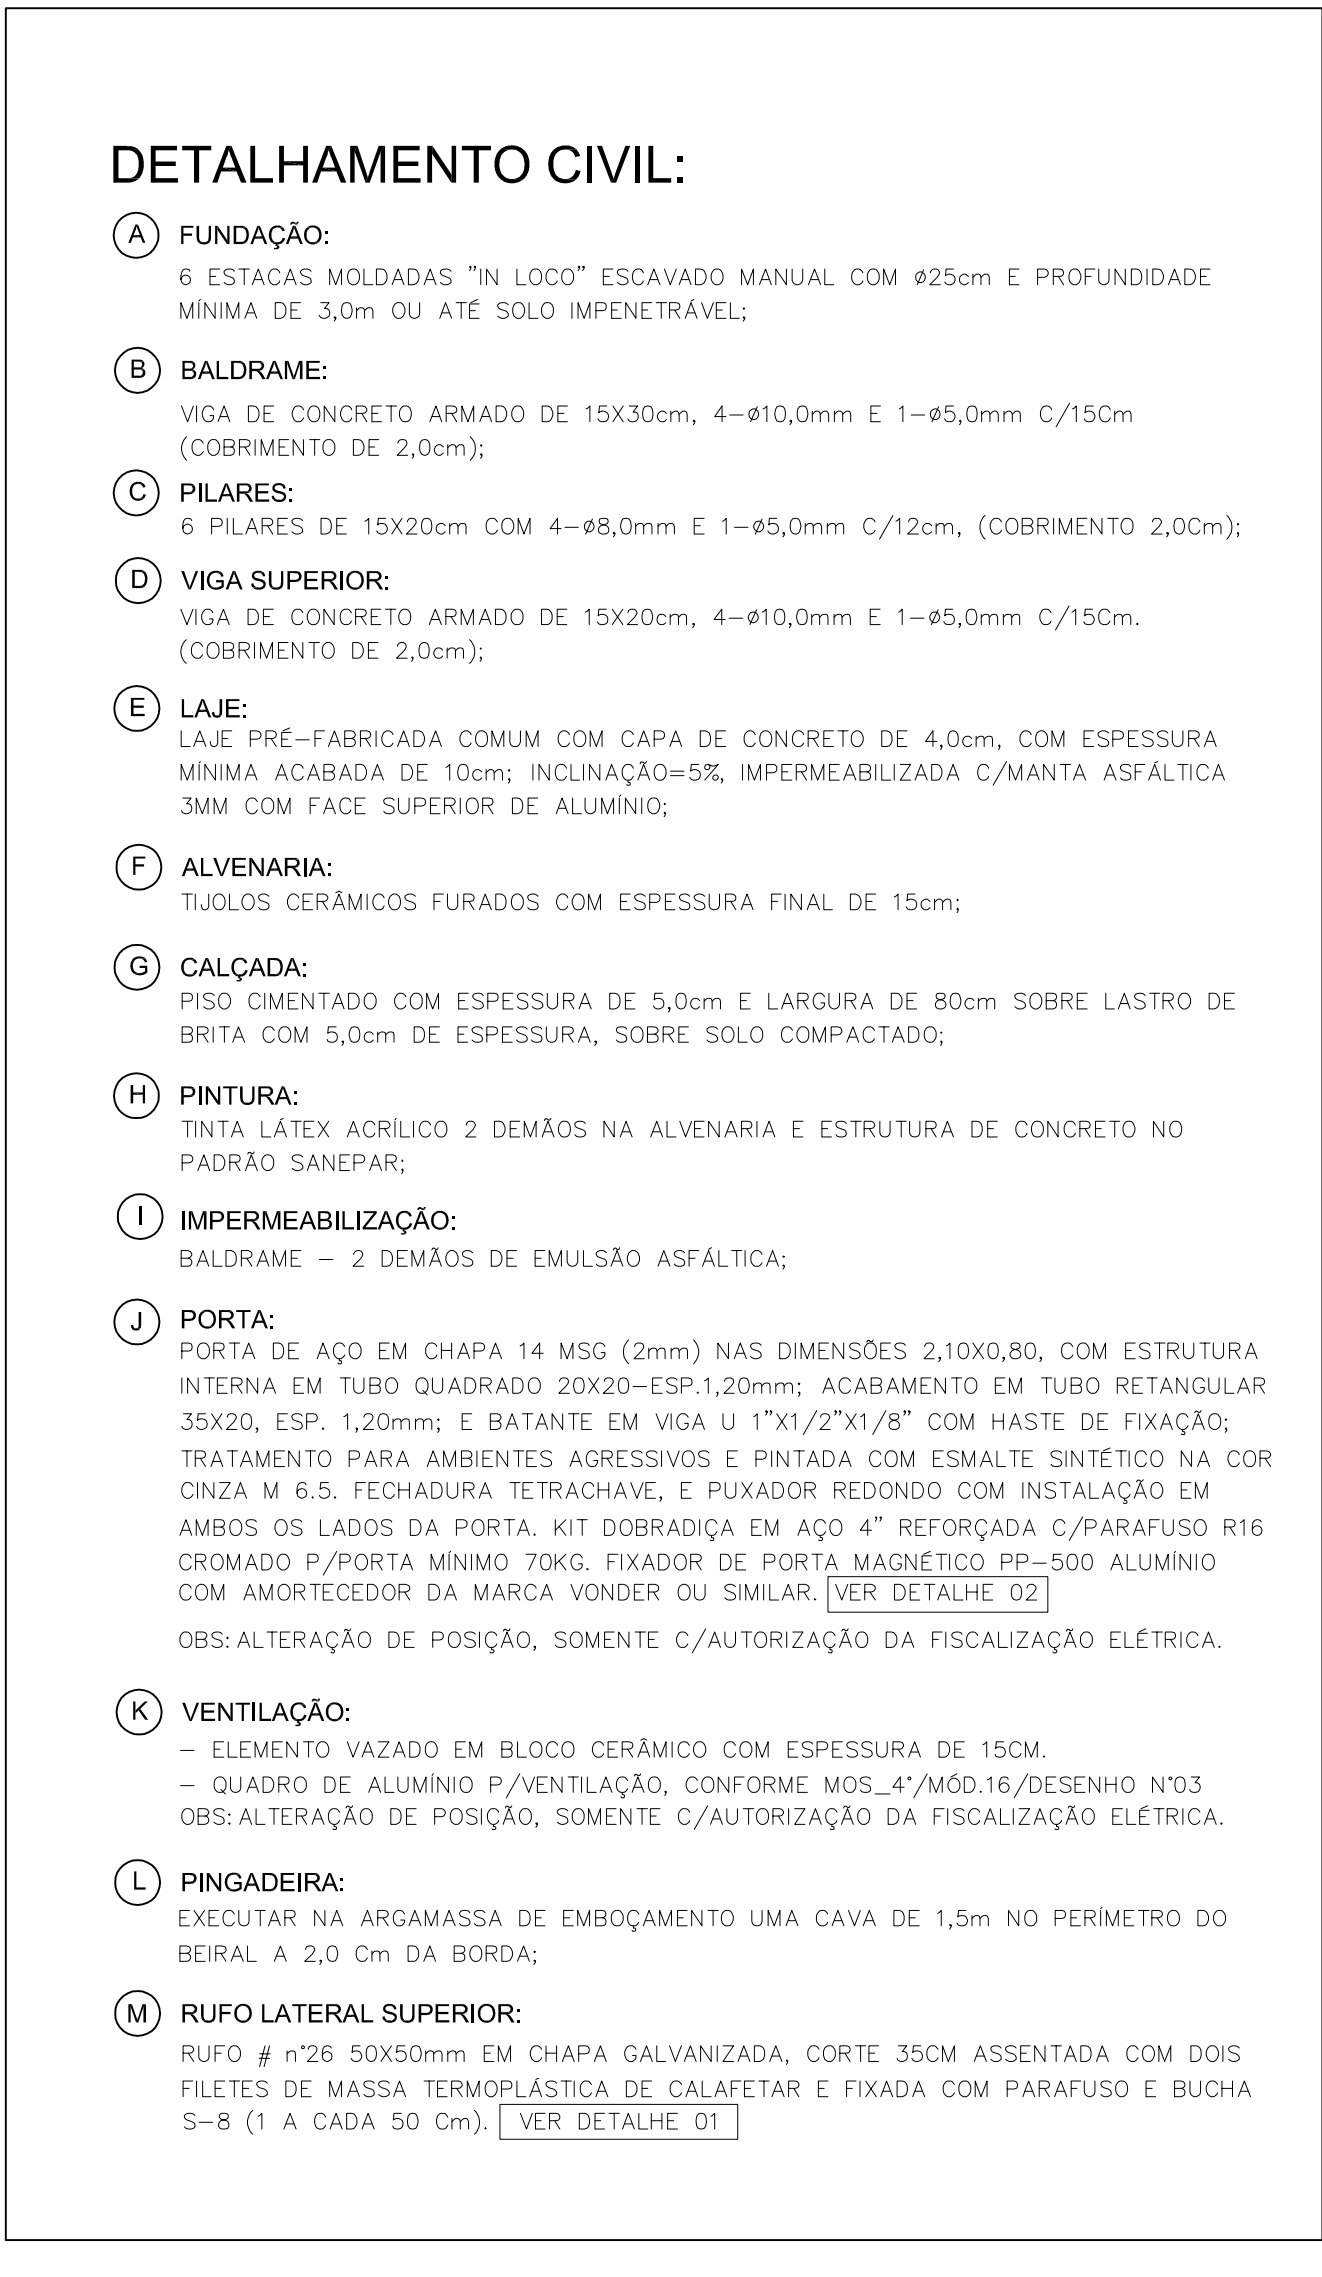 DETALHAMENTO CIVIL:
A FUNDAÇÃO:
6 ESTACAS MOLDADAS "IN LOCO" ESCAVADO MANUAL COM ø25cm E PROFUNDIDADE
MÍNIMA DE 3,0m OU ATÉ SOLO IMPENETRÁVEL;
B BALDRAME:
VIGA DE CONCRETO ARMADO DE 15X30cm, 4–ø10,0mm E 1–ø5,0mm C/15Cm
(COBRIMENTO DE 2,0cm);
C PILARES:
6 PILARES DE 15X20cm COM 4–ø8,0mm E 1–ø5,0mm C/12cm, (COBRIMENTO 2,0Cm);
D VIGA SUPERIOR:
VIGA DE CONCRETO ARMADO DE 15X20cm, 4–ø10,0mm E 1–ø5,0mm C/15Cm.
(COBRIMENTO DE 2,0cm);
E LAJE:
LAJE PRÉ–FABRICADA COMUM COM CAPA DE CONCRETO DE 4,0cm, COM ESPESSURA
MÍNIMA ACABADA DE 10cm; INCLINAÇÃO=5%, IMPERMEABILIZADA C/MANTA ASFÁLTICA
3MM COM FACE SUPERIOR DE ALUMÍNIO;
F ALVENARIA:
TIJOLOS CERÂMICOS FURADOS COM ESPESSURA FINAL DE 15cm;
G CALÇADA:
PISO CIMENTADO COM ESPESSURA DE 5,0cm E LARGURA DE 80cm SOBRE LASTRO DE
BRITA COM 5,0cm DE ESPESSURA, SOBRE SOLO COMPACTADO;
H PINTURA:
TINTA LÁTEX ACRÍLICO 2 DEMÃOS NA ALVENARIA E ESTRUTURA DE CONCRETO NO
PADRÃO SANEPAR;
I IMPERMEABILIZAÇÃO:
BALDRAME – 2 DEMÃOS DE EMULSÃO ASFÁLTICA;
J PORTA:
PORTA DE AÇO EM CHAPA 14 MSG (2mm) NAS DIMENSÕES 2,10X0,80, COM ESTRUTURA
INTERNA EM TUBO QUADRADO 20X20–ESP.1,20mm; ACABAMENTO EM TUBO RETANGULAR
35X20, ESP. 1,20mm; E BATANTE EM VIGA U 1"X1/2"X1/8" COM HASTE DE FIXAÇÃO;
TRATAMENTO PARA AMBIENTES AGRESSIVOS E PINTADA COM ESMALTE SINTÉTICO NA COR
CINZA M 6.5. FECHADURA TETRACHAVE, E PUXADOR REDONDO COM INSTALAÇÃO EM
AMBOS OS LADOS DA PORTA. KIT DOBRADIÇA EM AÇO 4" REFORÇADA C/PARAFUSO R16
CROMADO P/PORTA MÍNIMO 70KG. FIXADOR DE PORTA MAGNÉTICO PP–500 ALUMÍNIO
COM AMORTECEDOR DA MARCA VONDER OU SIMILAR. VER DETALHE 02
OBS: ALTERAÇÃO DE POSIÇÃO, SOMENTE C/AUTORIZAÇÃO DA FISCALIZAÇÃO ELÉTRICA.
K VENTILAÇÃO:
– ELEMENTO VAZADO EM BLOCO CERÂMICO COM ESPESSURA DE 15CM.
– QUADRO DE ALUMÍNIO P/VENTILAÇÃO, CONFORME MOS_4°/MÓD.16/DESENHO N°03
OBS: ALTERAÇÃO DE POSIÇÃO, SOMENTE C/AUTORIZAÇÃO DA FISCALIZAÇÃO ELÉTRICA.
L PINGADEIRA:
EXECUTAR NA ARGAMASSA DE EMBOÇAMENTO UMA CAVA DE 1,5m NO PERÍMETRO DO
BEIRAL A 2,0 Cm DA BORDA;
M RUFO LATERAL SUPERIOR:
RUFO # n°26 50X50mm EM CHAPA GALVANIZADA, CORTE 35CM ASSENTADA COM DOIS
FILETES DE MASSA TERMOPLÁSTICA DE CALAFETAR E FIXADA COM PARAFUSO E BUCHA
S–8 (1 A CADA 50 Cm). VER DETALHE 01